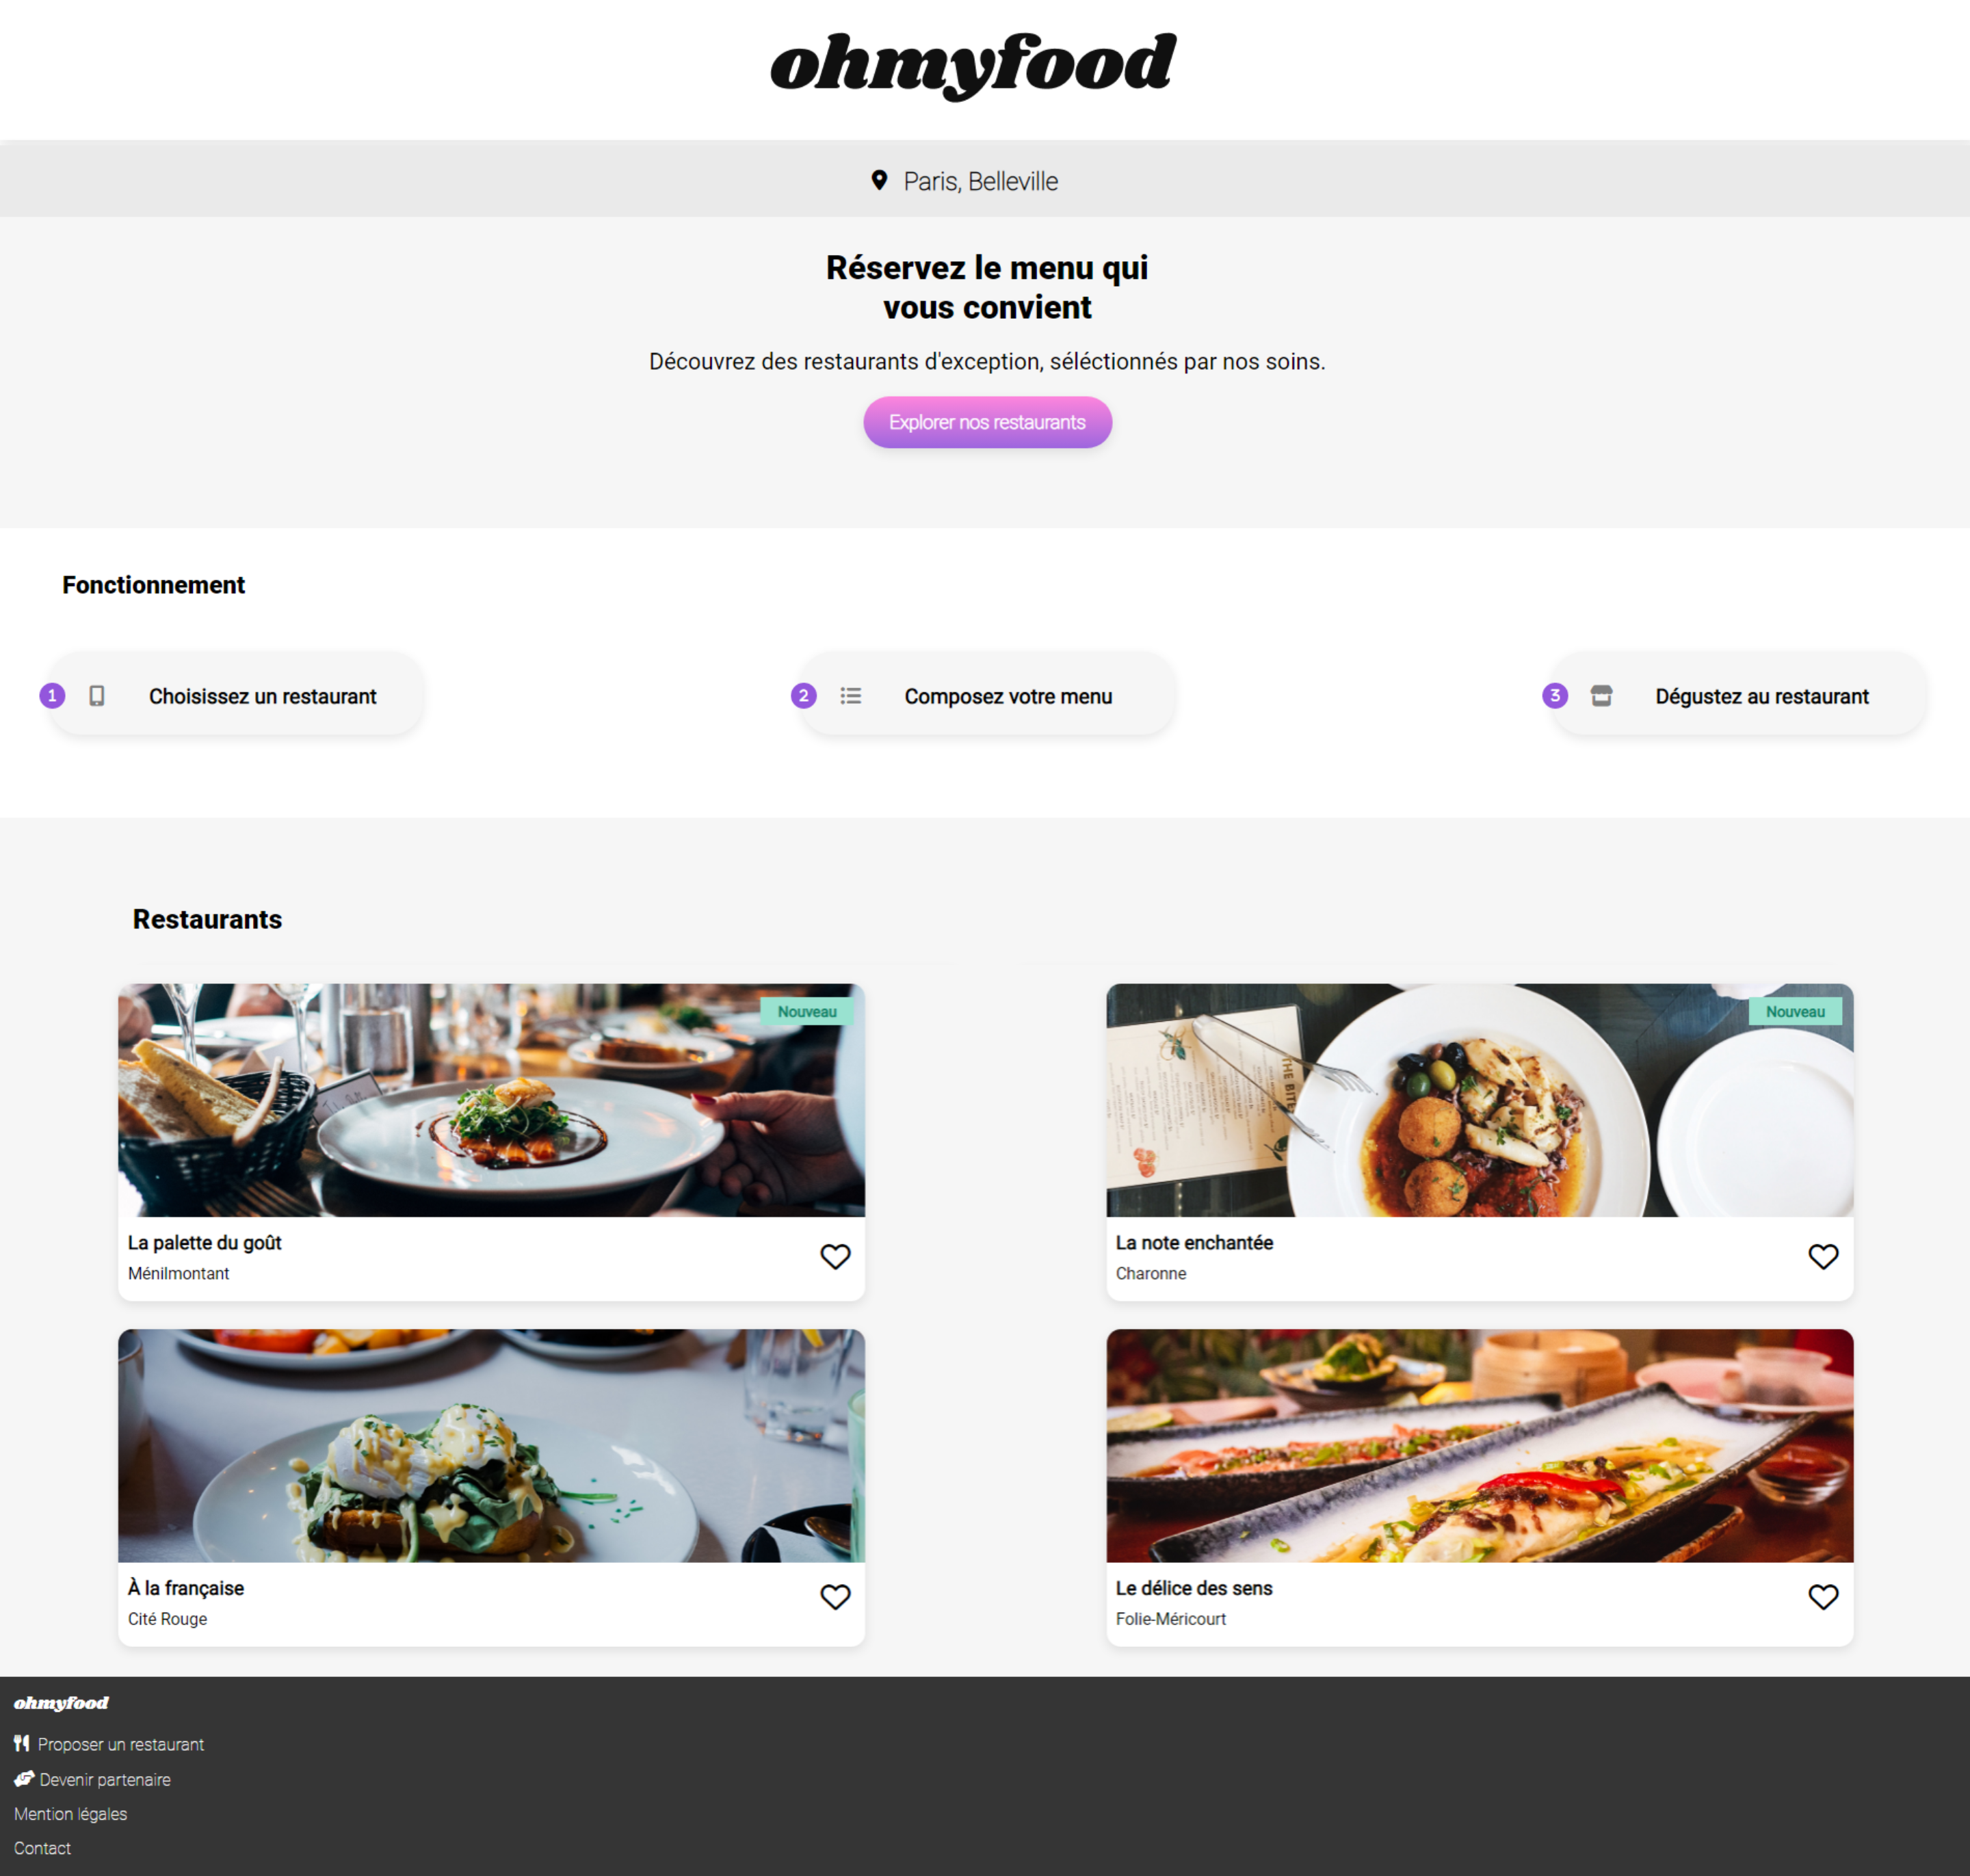 ohmyfood
Paris, Belleville
Réservez le menu qui
vous convient
Découvrez des restaurants d'exception, séléctionnés par nos soins.
Explorer nos restaurants
Fonctionnement
1 Choisissez un restaurant
2 Composez votre menu
3 Dégustez au restaurant
Restaurants
Nouveau
La palette du goût
Ménilmontant
Nouveau
THE BITE
La note enchantée
Charonne
À la française
Cité Rouge
Le délice des sens
Folie-Méricourt
ohmyfood
Proposer un restaurant
Devenir partenaire
Mention légales
Contact